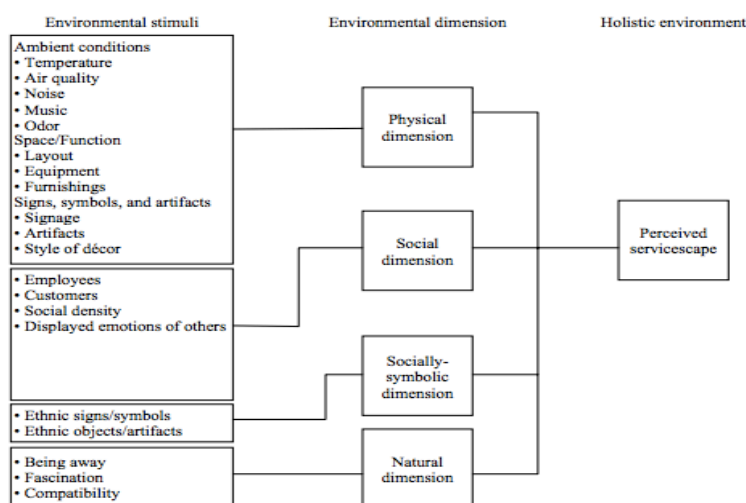 Environmental stimuli
Environmental dimension
Holistic environment
Ambient conditions
• Temperature
• Air quality
• Noise
• Music
• Odor
Space/Function
• Layout
• Equipment
• Furnishings
Signs, symbols, and artifacts
• Signage
• Artifacts
• Style of décor
• Employees
• Customers
• Social density
• Displayed emotions of others
• Ethnic signs/symbols
• Ethnic objects/artifacts
• Being away
• Fascination
• Compatibility
Physical
dimension
Social
dimension
Socially-
symbolic
dimension
Natural
dimension
Perceived
servicescape